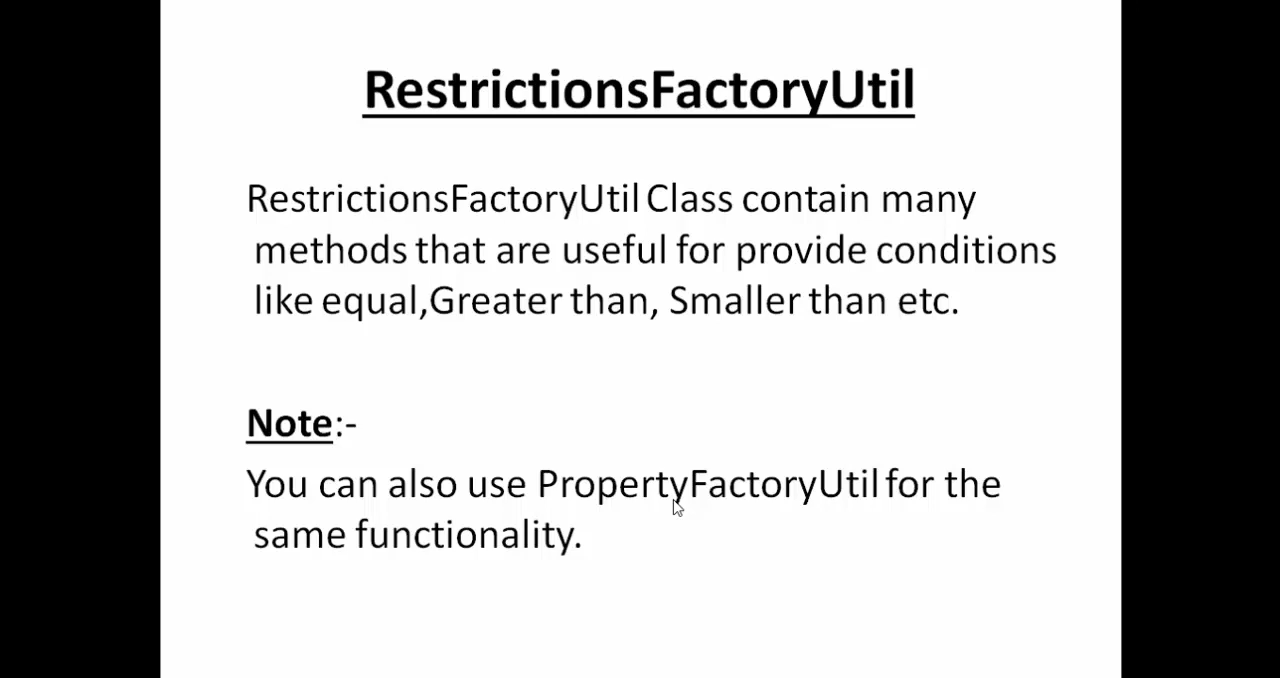 RestrictionsFactoryUtil
RestrictionsFactoryUtil Class contain many
methods that are useful for provide conditions
like equal,Greater than, Smaller than etc.
Note:-
You can also use PropertyFactoryUtil for the
same functionality.